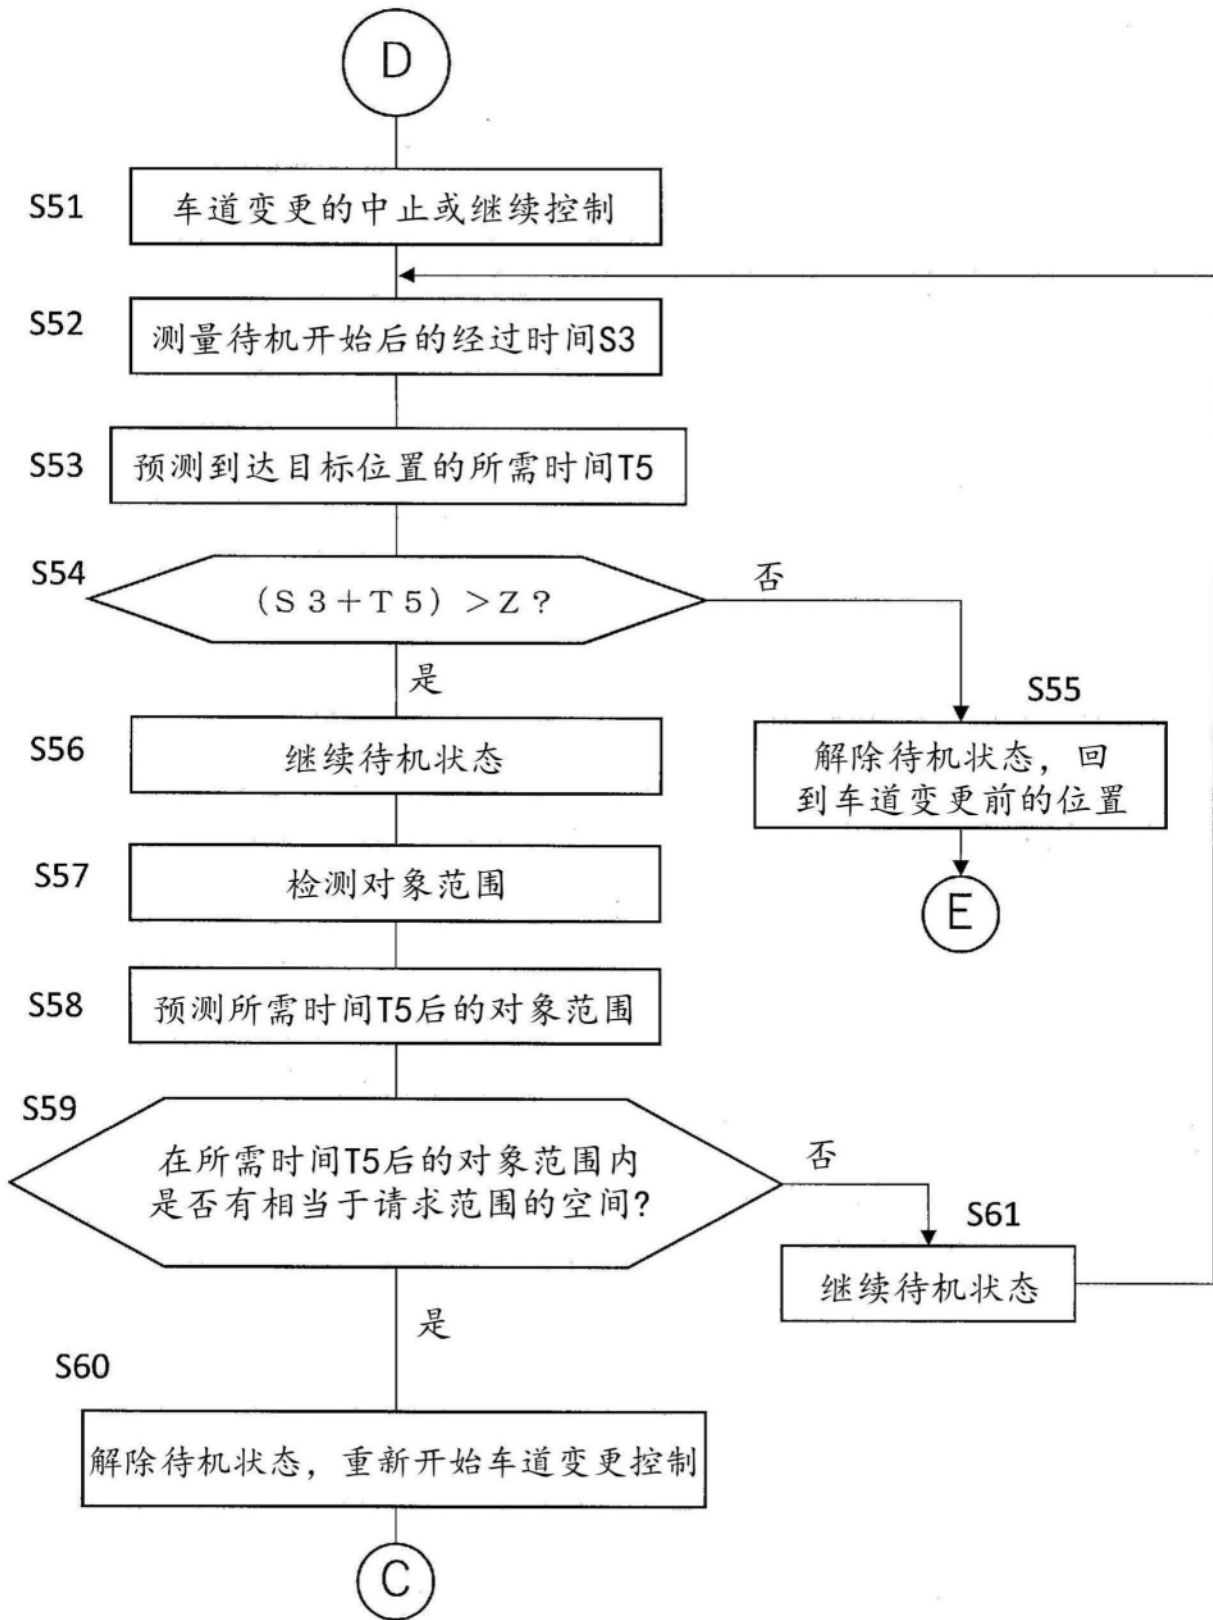 D
S51
车道变更的中止或继续控制
S52
测量待机开始后的经过时间S3
S53
预测到达目标位置的所需时间T5
S54
(S3+T5)>Z?
否
是
S55
解除待机状态，回
到车道变更前的位置
E
S56
继续待机状态
S57
检测对象范围
S58
预测所需时间T5后的对象范围
S59
在所需时间T5后的对象范围内
是否有相当于请求范围的空间?
否
S61
继续待机状态
是
S60
解除待机状态，重新开始车道变更控制
C